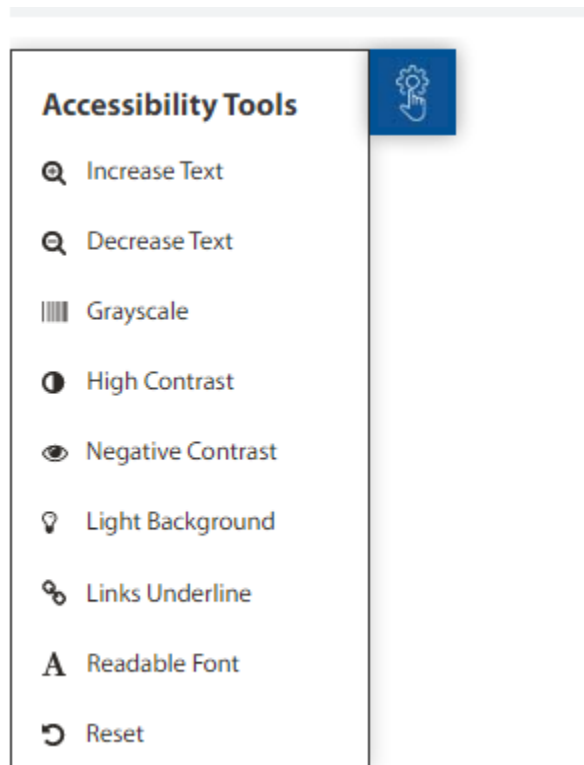 Accessibility Tools
Increase Text
Decrease Text
Grayscale
High Contrast
Negative Contrast
Light Background
Links Underline
Readable Font
Reset